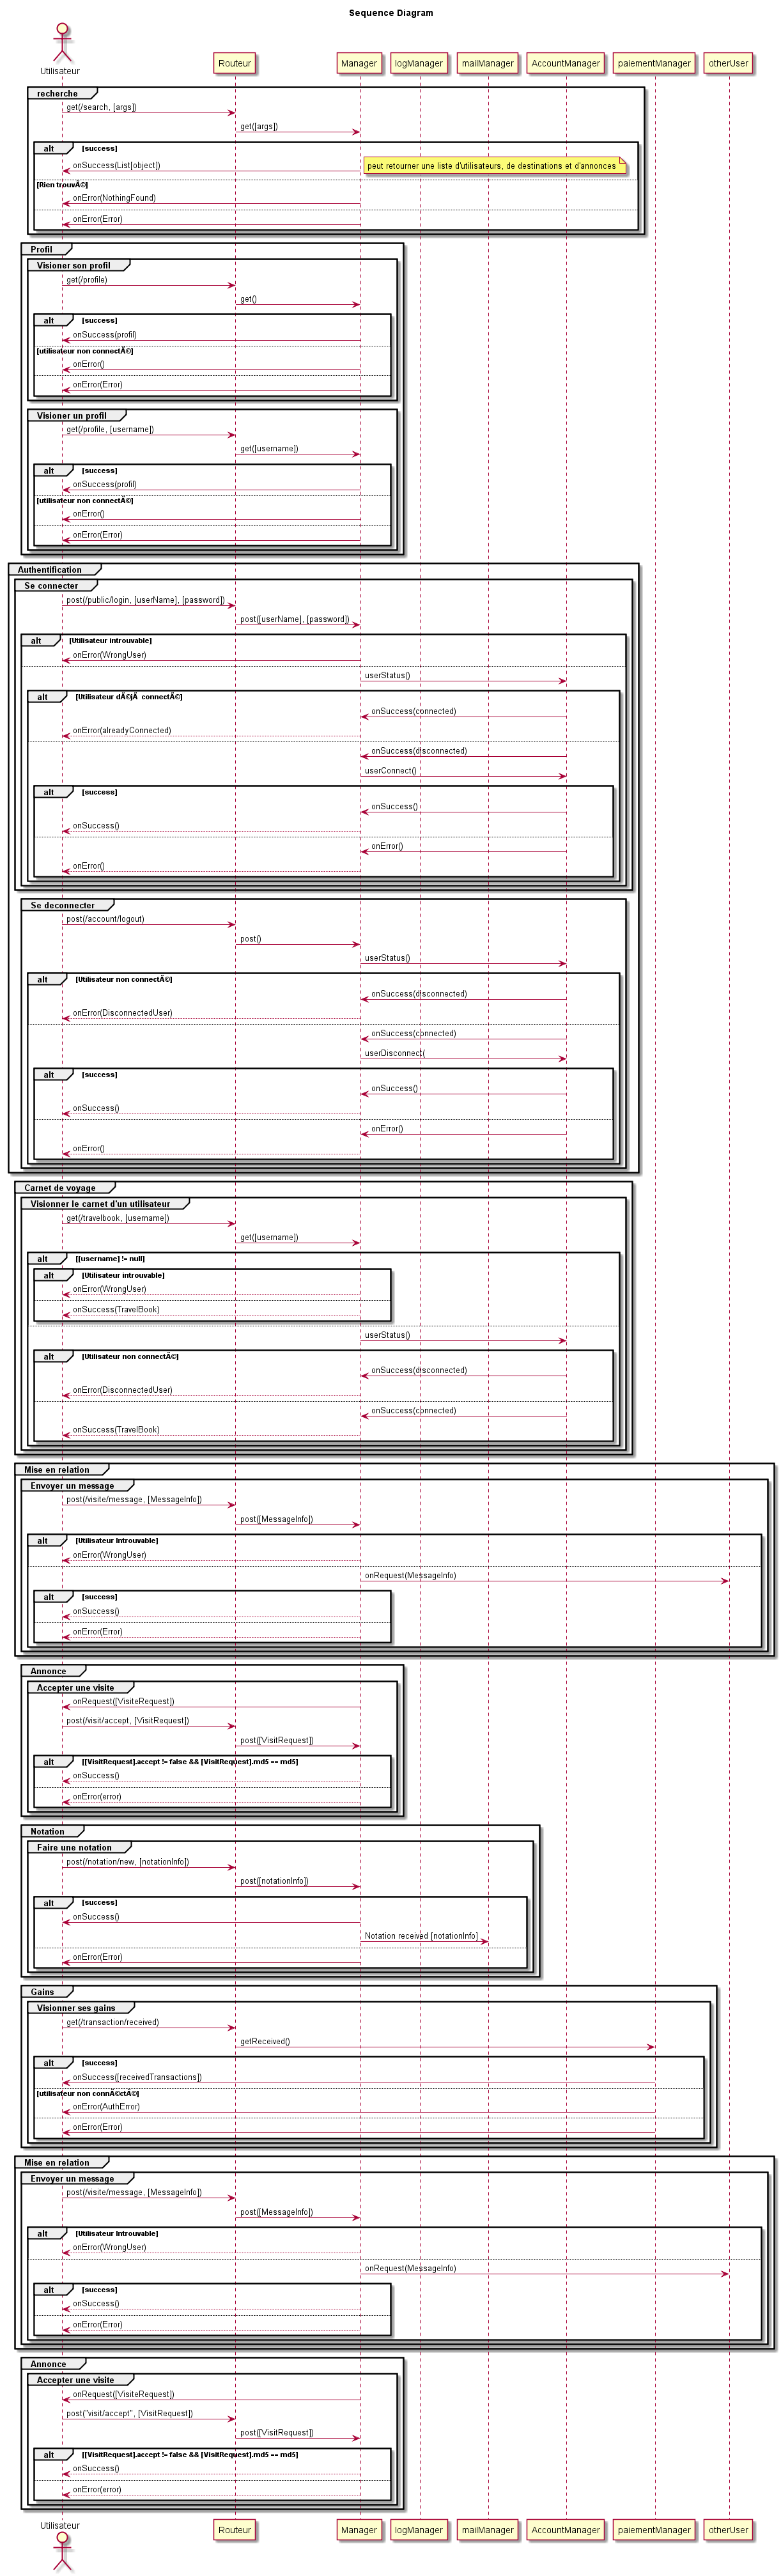 Sequence Diagram
Utilisateur
Routeur
Manager
logManager
mailManager
AccountManager
paiementManager
otherUser
recherche
get(/search, [args])
get([args])
alt [success]
onSuccess(List[object])
peut retourner une liste d'utilisateurs, de destinations et d'annonces
[Rien trouvÃ©]
onError(NothingFound)
onError(Error)
Profil
Visioner son profil
get(/profile)
get()
alt [success]
onSuccess(profil)
[utilisateur non connectÃ©]
onError()
onError(Error)
Visioner un profil
get(/profile, [username])
get([username])
alt [success]
onSuccess(profil)
[utilisateur non connectÃ©]
onError()
onError(Error)
Authentification
Se connecter
post(/public/login, [userName], [password])
post([userName], [password])
alt [Utilisateur introuvable]
onError(WrongUser)
userStatus()
alt [Utilisateur dÃ©jÃ  connectÃ©]
onSuccess(connected)
onError(alreadyConnected)
onSuccess(disconnected)
userConnect()
alt [success]
onSuccess()
onSuccess()
onError()
onError()
Se deconnecter
post(/account/logout)
post()
userStatus()
alt [Utilisateur non connectÃ©]
onSuccess(disconnected)
onError(DisconnectedUser)
onSuccess(connected)
userDisconnect(
alt [success]
onSuccess()
onSuccess()
onError()
onError()
Carnet de voyage
Visionner le carnet d'un utilisateur
get(/travelbook, [username])
get([username])
alt [[username] != null]
alt [Utilisateur introuvable]
onError(WrongUser)
onSuccess(TravelBook)
userStatus()
alt [Utilisateur non connectÃ©]
onSuccess(disconnected)
onError(DisconnectedUser)
onSuccess(connected)
onSuccess(TravelBook)
Mise en relation
Envoyer un message
post(/visite/message, [MessageInfo])
post([MessageInfo])
alt [Utilisateur Introuvable]
onError(WrongUser)
onRequest(MessageInfo)
alt [success]
onSuccess()
onError(Error)
Annonce
Accepter une visite
onRequest([VisiteRequest])
post(/visit/accept, [VisitRequest])
post([VisitRequest])
alt [[VisitRequest].accept != false && [VisitRequest].md5 == md5]
onSuccess()
onError(error)
Notation
Faire une notation
post(/notation/new, [notationInfo])
post([notationInfo])
alt [success]
onSuccess()
Notation received [notationInfo]
onError(Error)
Gains
Visionner ses gains
get(/transaction/received)
getReceived()
alt [success]
onSuccess([receivedTransactions])
[utilisateur non connÃ©ctÃ©]
onError(AuthError)
onError(Error)
Mise en relation
Envoyer un message
post(/visite/message, [MessageInfo])
post([MessageInfo])
alt [Utilisateur Introuvable]
onError(WrongUser)
onRequest(MessageInfo)
alt [success]
onSuccess()
onError(Error)
Annonce
Accepter une visite
onRequest([VisiteRequest])
post("visit/accept", [VisitRequest])
post([VisitRequest])
alt [[VisitRequest].accept != false && [VisitRequest].md5 == md5]
onSuccess()
onError(error)
Utilisateur
Routeur
Manager
logManager
mailManager
AccountManager
paiementManager
otherUser